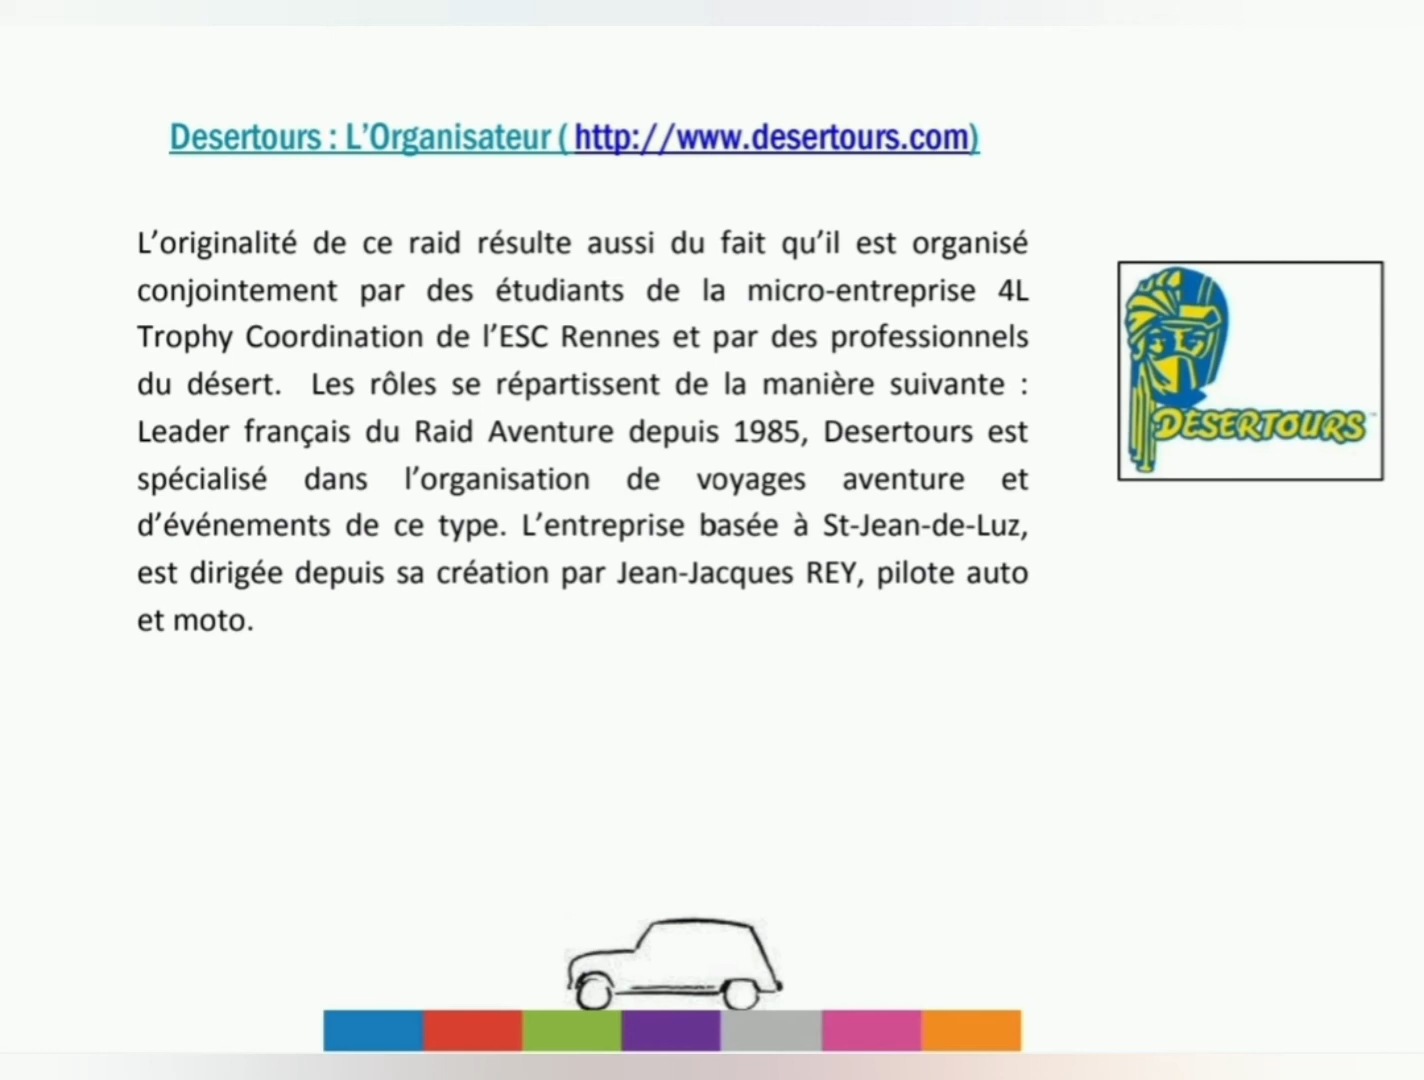 Desertours : L’Organisateur ( http://www.desertours.com)
L’originalité de ce raid résulte aussi du fait qu’il est organisé
conjointement par des étudiants de la micro-entreprise 4L
Trophy Coordination de l’ESC Rennes et par des professionnels
du désert.  Les rôles se répartissent de la manière suivante :
Leader français du Raid Aventure depuis 1985, Desertours est
spécialisé dans l’organisation de voyages aventure et
d’événements de ce type. L’entreprise basée à St-Jean-de-Luz,
est dirigée depuis sa création par Jean-Jacques REY, pilote auto
et moto.
DESERTOURS